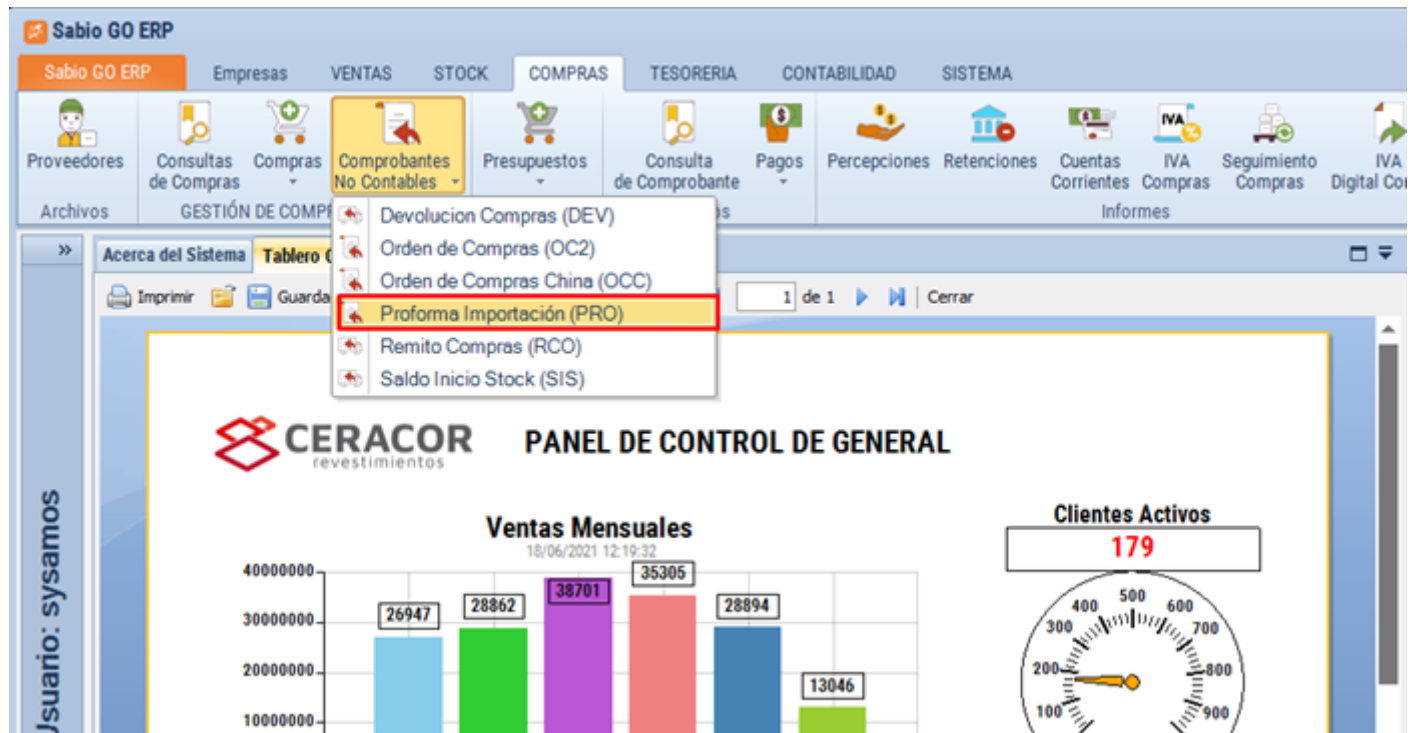 Sabio GO ERP
Sabio GO ERP Empresas VENTAS STOCK COMPRAS TESORERIA CONTABILIDAD SISTEMA
Proveedores Consultas de Compras Compras Comprobantes No Contables Presupuestos Consulta de Comprobante Pagos Percepciones Retenciones Cuentas Corrientes IVA Compras Seguimiento Compras IVA
Archivos GESTIÓN DE Informes
Devolucion Compras (DEV)
Orden de Compras (OC2)
Orden de Compras China (OCC)
Proforma Importación (PRO)
Remito Compras (RCO)
Saldo Inicio Stock (SIS)
» Acerca del Sistema Tablero
Imprimir 1 de 1 Cerrar
CERACOR
revestimientos
PANEL DE CONTROL DE GENERAL
Ventas Mensuales
18/06/2021 12:19:32
Clientes Activos
179
40000000
30000000
20000000
10000000
26947
28862
38701
35305
28894
13046
100
200
300
400
500
600
700
800
900
Usuario: sysamos